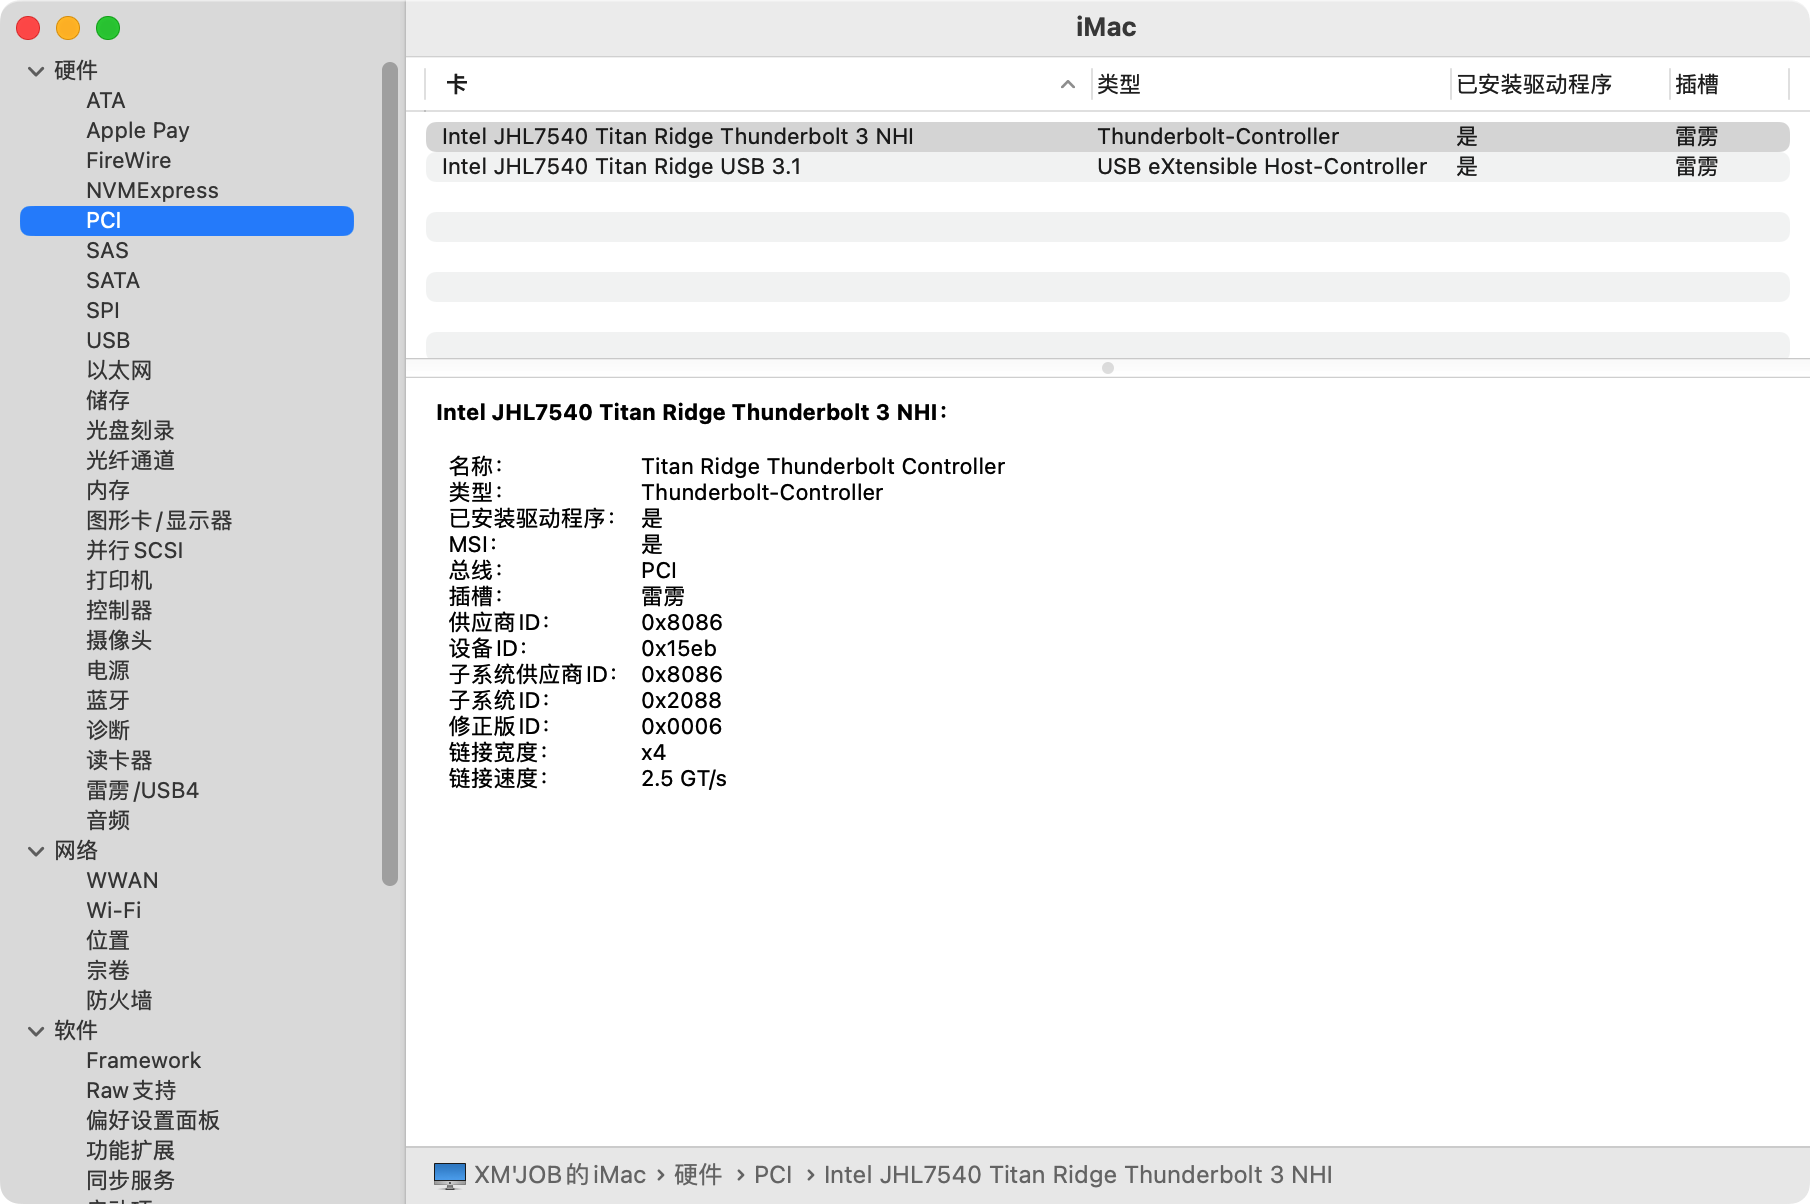 iMac
硬件
ATA
Apple Pay
FireWire
NVMExpress
PCI
SAS
SATA
SPI
USB
以太网
储存
光盘刻录
光纤通道
内存
图形卡/显示器
并行SCSI
打印机
控制器
摄像头
电源
蓝牙
诊断
读卡器
雷雳/USB4
音频
网络
WWAN
Wi-Fi
位置
宗卷
防火墙
软件
Framework
Raw支持
偏好设置面板
功能扩展
同步服务
卡 类型 已安装驱动程序 插槽
Intel JHL7540 Titan Ridge Thunderbolt 3 NHI Thunderbolt-Controller 是 雷雳
Intel JHL7540 Titan Ridge USB 3.1 USB eXtensible Host-Controller 是 雷雳
Intel JHL7540 Titan Ridge Thunderbolt 3 NHI：
名称： Titan Ridge Thunderbolt Controller
类型： Thunderbolt-Controller
已安装驱动程序： 是
MSI： 是
总线： PCI
插槽： 雷雳
供应商ID： 0x8086
设备ID： 0x15eb
子系统供应商ID： 0x8086
子系统ID： 0x2088
修正版ID： 0x0006
链接宽度： x4
链接速度： 2.5 GT/s
XM'JOB的iMac › 硬件 › PCI › Intel JHL7540 Titan Ridge Thunderbolt 3 NHI